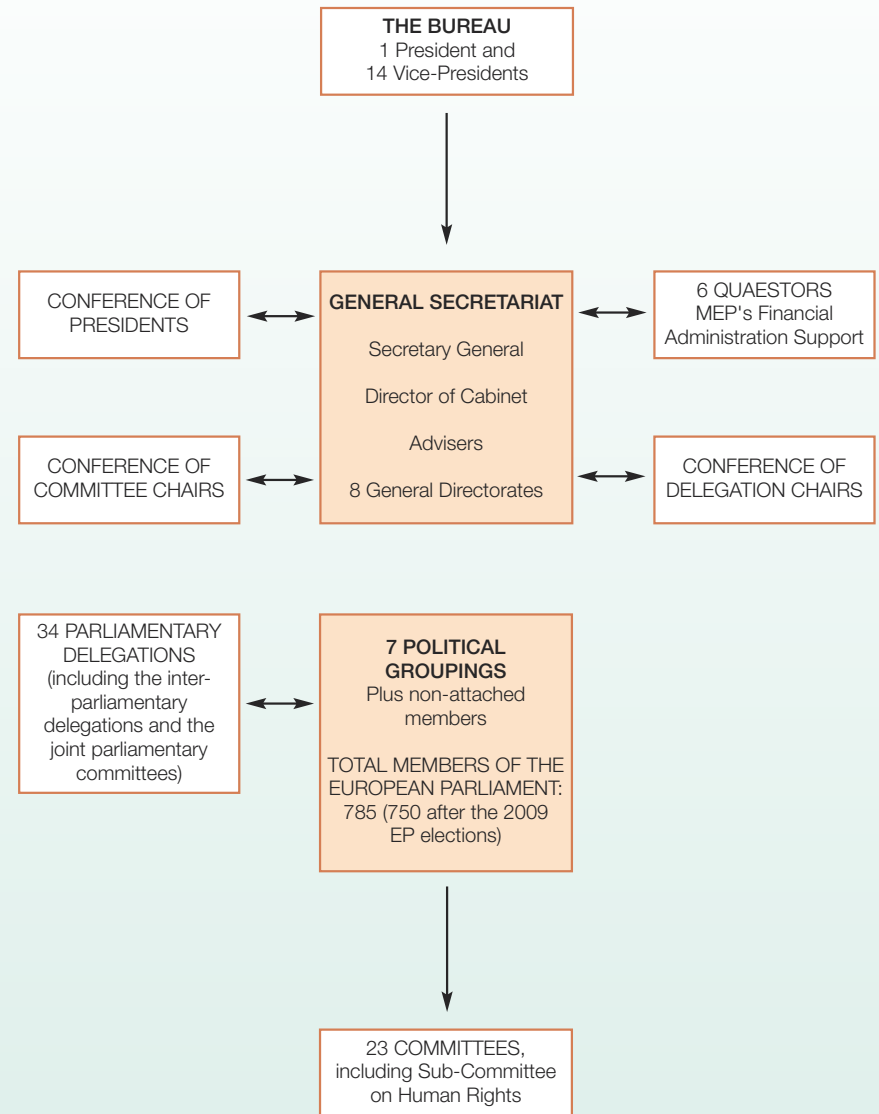 THE BUREAU
1 President and
14 Vice-Presidents
CONFERENCE OF
PRESIDENTS
GENERAL SECRETARIAT
Secretary General
Director of Cabinet
Advisers
8 General Directorates
6 QUAESTORS
MEP's Financial
Administration Support
CONFERENCE OF
COMMITTEE CHAIRS
CONFERENCE OF
DELEGATION CHAIRS
34 PARLIAMENTARY
DELEGATIONS
(including the inter-
parliamentary
delegations and the
joint parliamentary
committees)
7 POLITICAL
GROUPINGS
Plus non-attached
members
TOTAL MEMBERS OF THE
EUROPEAN PARLIAMENT:
785 (750 after the 2009
EP elections)
23 COMMITTEES,
including Sub-Committee
on Human Rights